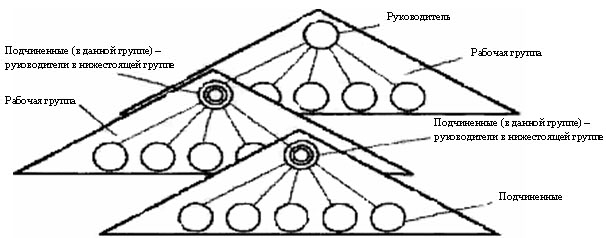 Руководитель
Подчиненные (в данной группе) –
руководители в нижестоящей группе
Рабочая группа
Рабочая группа
Подчиненные (в данной группе) –
руководители в нижестоящей группе
Подчиненные